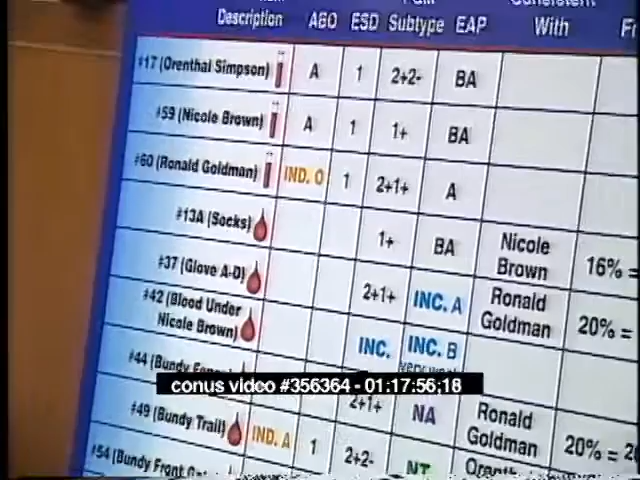 Description ABO ESD Subtype EAP With
#17 (Orenthal Simpson) A 1 2+2- BA
#59 (Nicole Brown) A 1 1+ BA
#60 (Ronald Goldman) IND. O 1 2+1+ A
#13A (Socks) 1+ BA Nicole Brown 16% =
#37 (Glove A-D) 2+1+ INC. A Ronald Goldman 20% =
#42 (Blood Under
Nicole Brown) INC. INC. B
#44 (Bundy
conus video #356364 - 01:17:56;18
2+1+ NA Ronald Goldman 20% =
#49 (Bundy Trail) IND. A 1 2+2- NT
#54 (Bundy Front